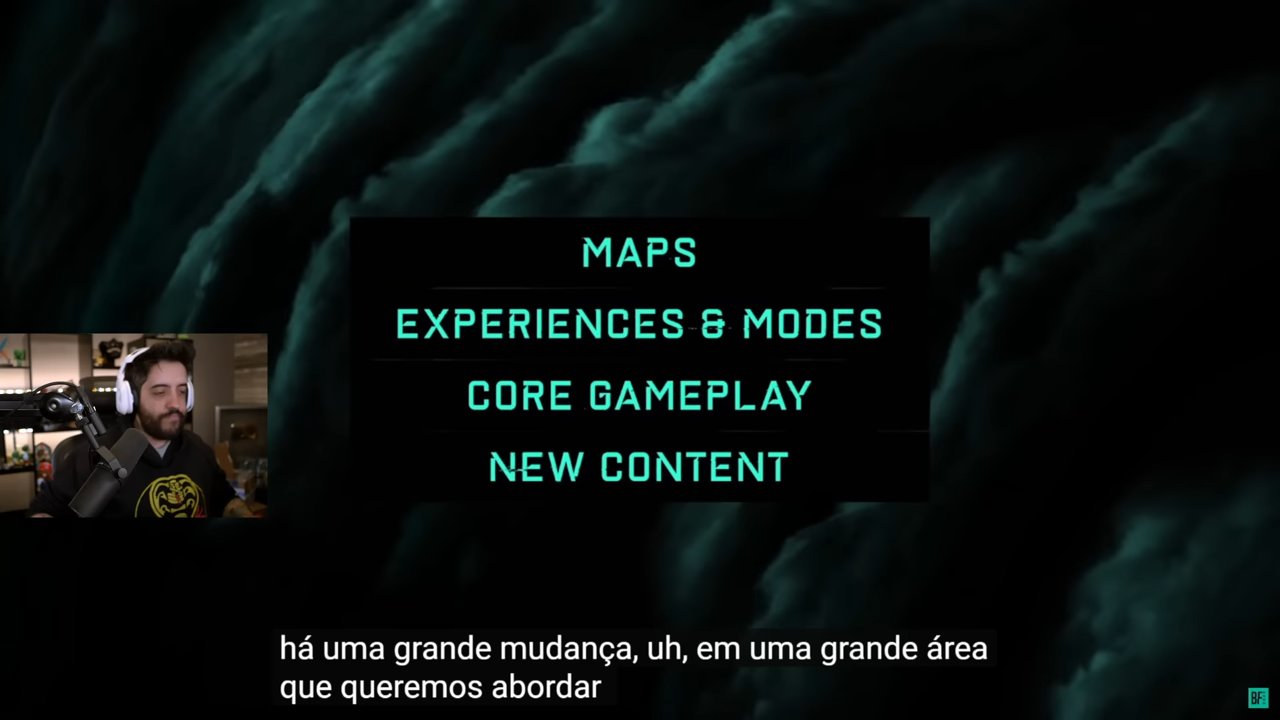 MAPS
EXPERIENCES & MODES
CORE GAMEPLAY
NEW CONTENT
há uma grande mudança, uh, em uma grande área
que queremos abordar
BF